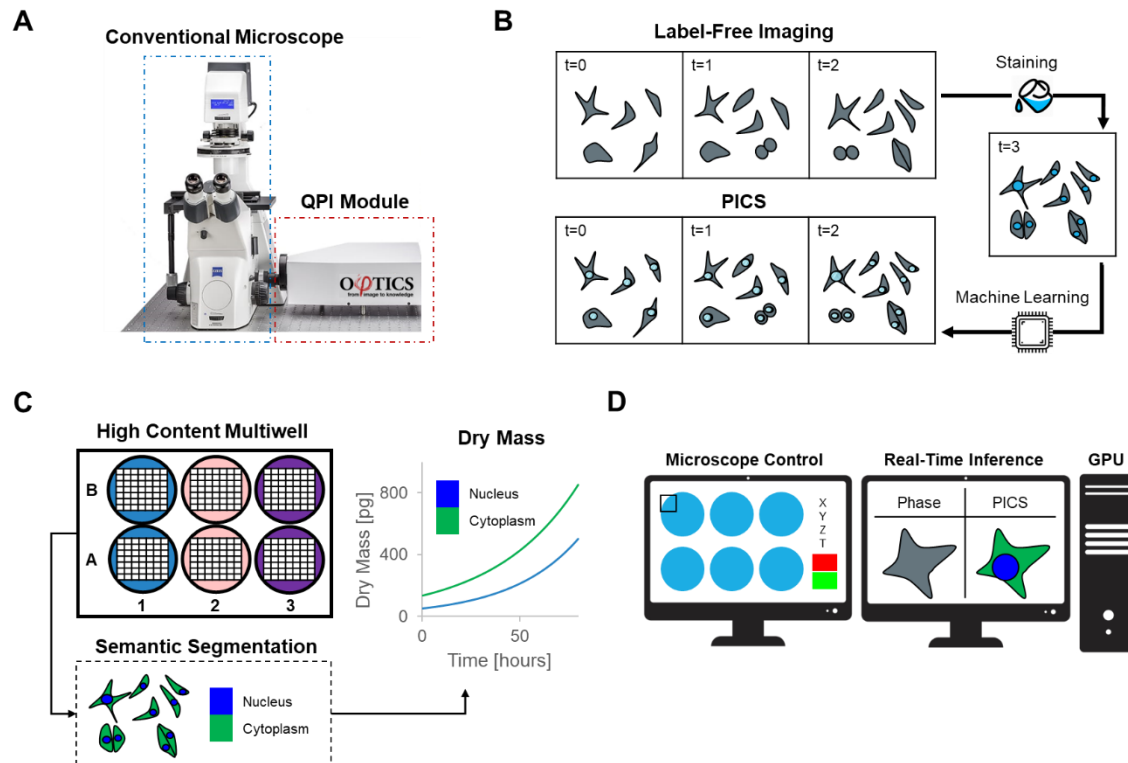 A
Conventional Microscope
QPI Module
OφTICS
from image to knowledge
B
Label-Free Imaging
t=0
t=1
t=2
Staining
t=3
PICS
t=0
t=1
t=2
Machine Learning
C
High Content Multiwell
B
A
1
2
3
Semantic Segmentation
Nucleus
Cytoplasm
Dry Mass
Dry Mass [pg]
800
400
0
Nucleus
Cytoplasm
0
50
Time [hours]
D
Microscope Control
X
Y
Z
T
Real-Time Inference
Phase
PICS
GPU